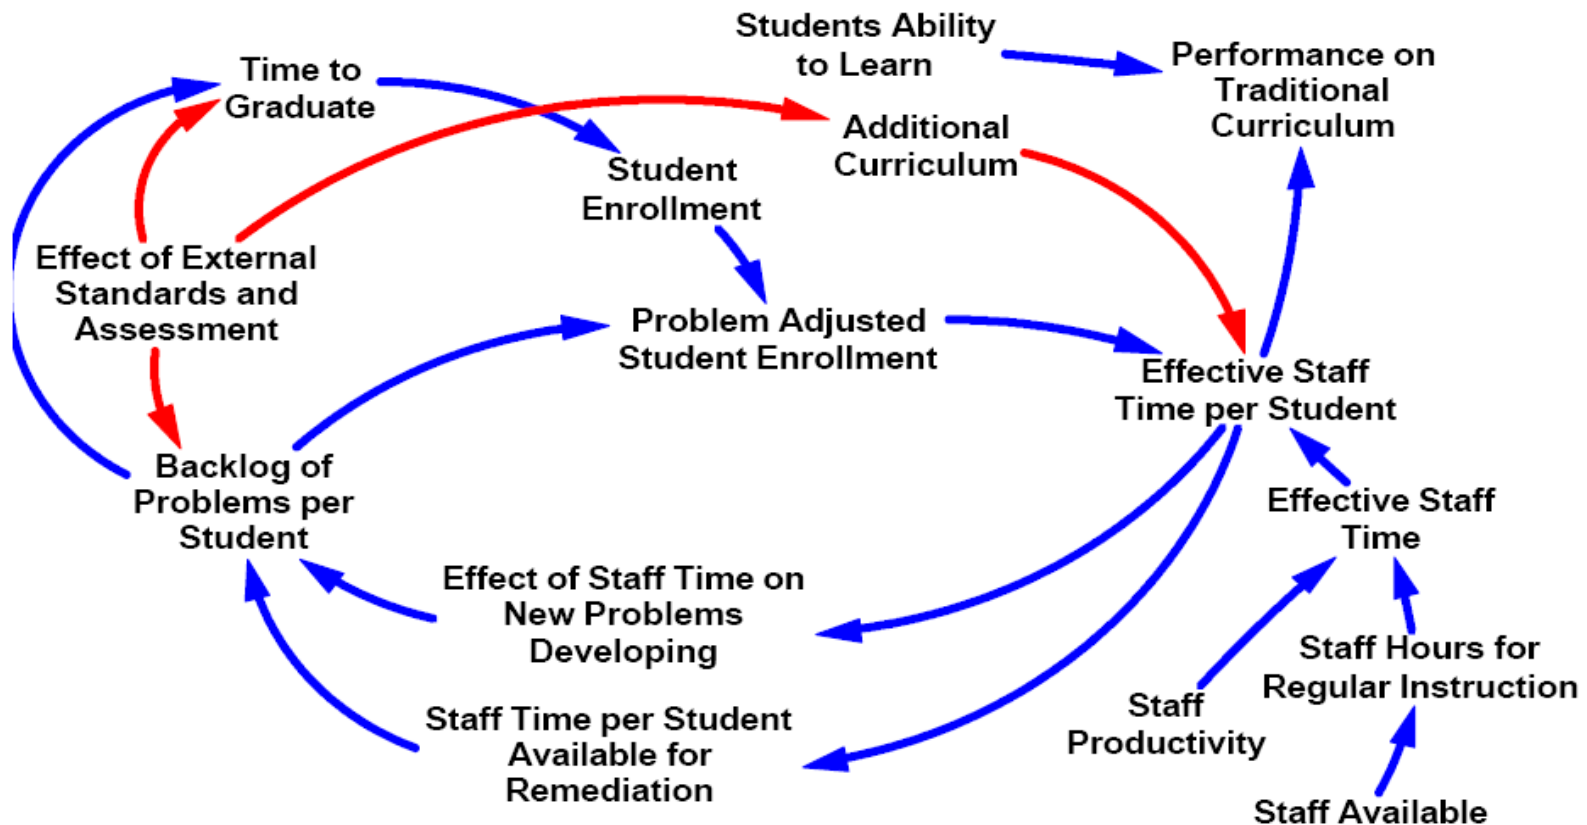 Students Ability
to Learn
Performance on
Traditional
Curriculum
Time to
Graduate
Additional
Curriculum
Student
Enrollment
Effect of External
Standards and
Assessment
Problem Adjusted
Student Enrollment
Effective Staff
Time per Student
Backlog of
Problems per
Student
Effective Staff
Time
Effect of Staff Time on
New Problems
Developing
Staff Hours for
Regular Instruction
Staff
Productivity
Staff Time per Student
Available for
Remediation
Staff Available